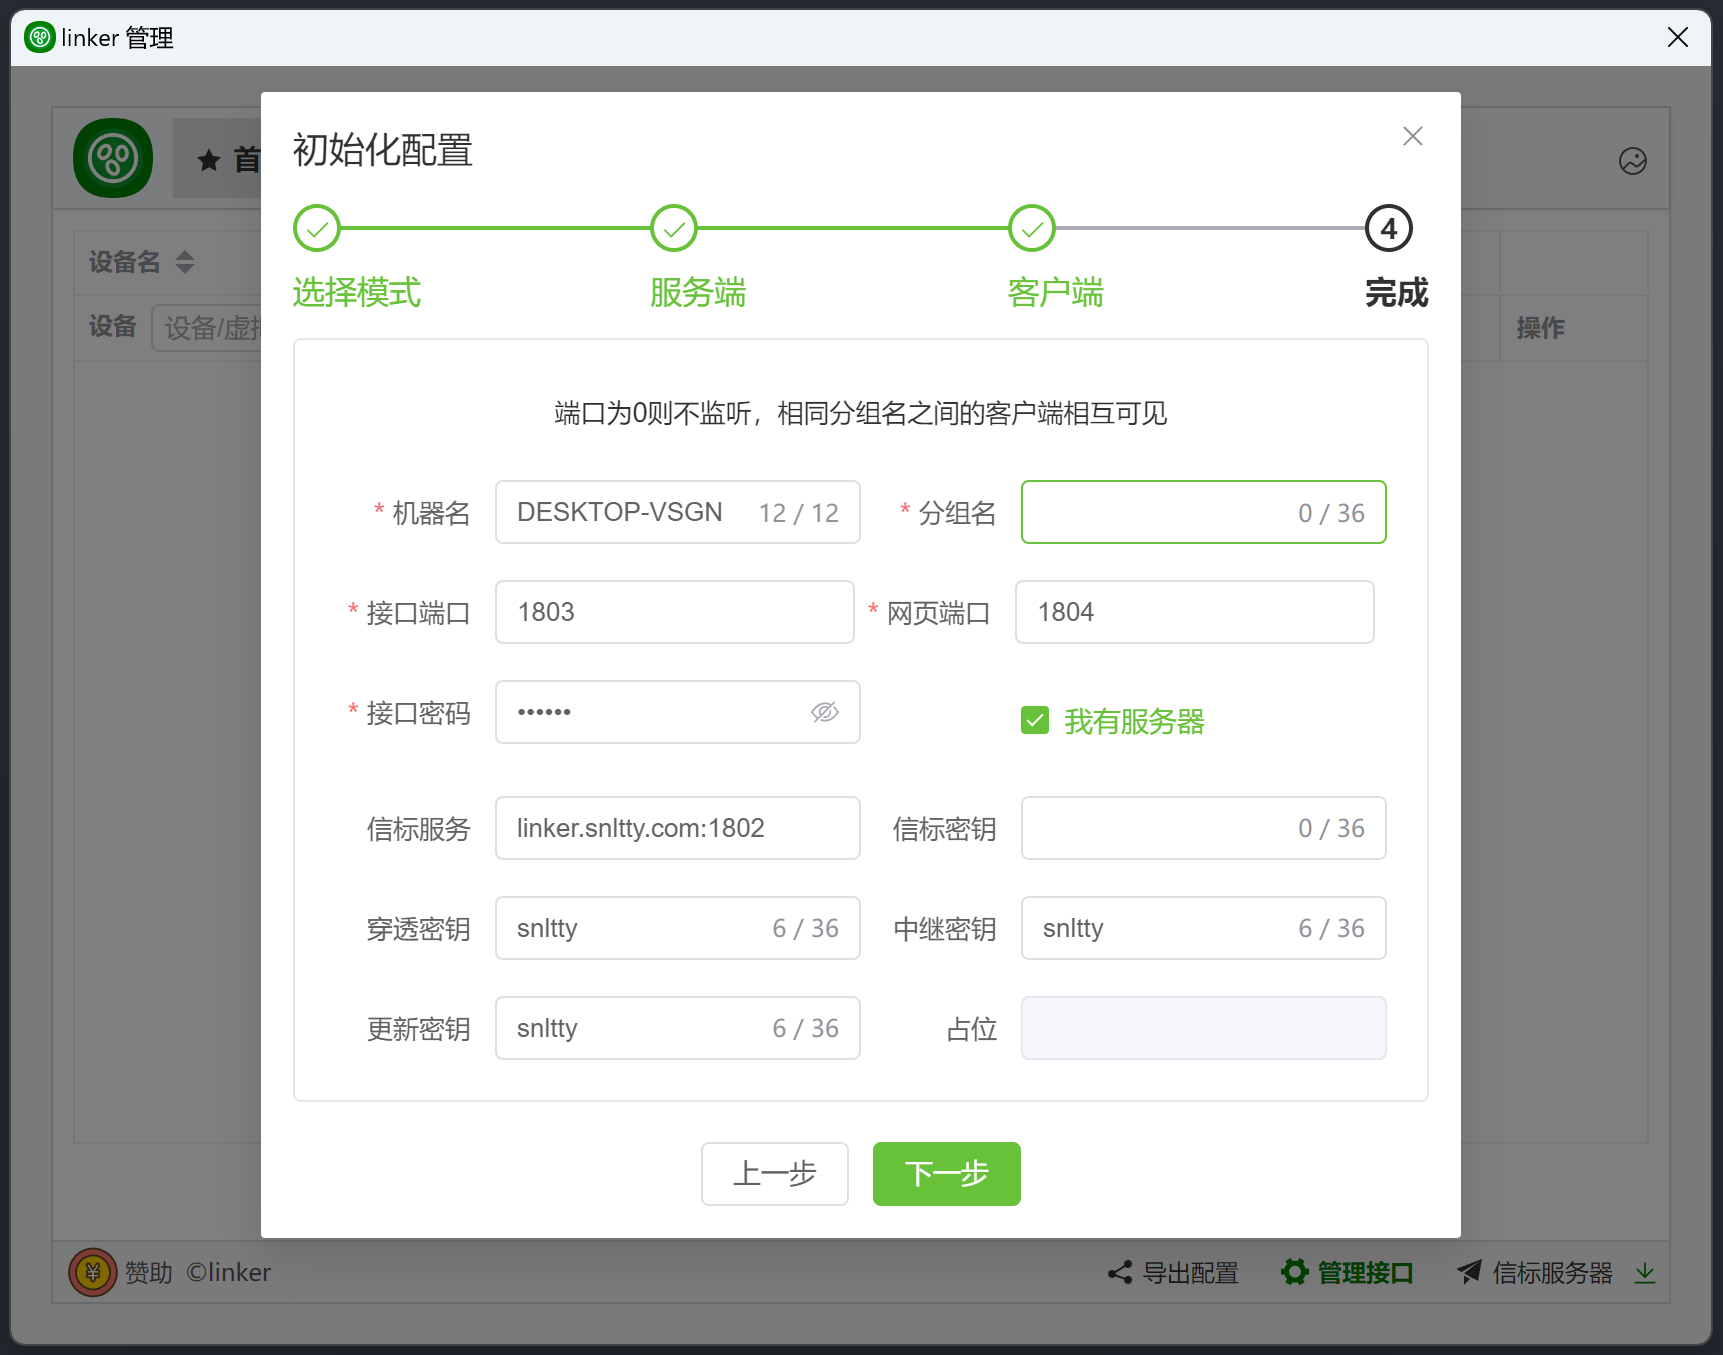 linker 管理
首
初始化配置
4
选择模式
服务端
客户端
完成
设备名
设备
设备/虚
操作
端口为0则不监听，相同分组名之间的客户端相互可见
* 机器名 DESKTOP-VSGN 12 / 12 * 分组名 0 / 36
* 接口端口 1803 * 网页端口 1804
* 接口密码 •••••• 我有服务器
信标服务 linker.snltty.com:1802 信标密钥 0 / 36
穿透密钥 snltty 6 / 36 中继密钥 snltty 6 / 36
更新密钥 snltty 6 / 36 占位
上一步 下一步
¥ 赞助 ©linker 导出配置 管理接口 信标服务器